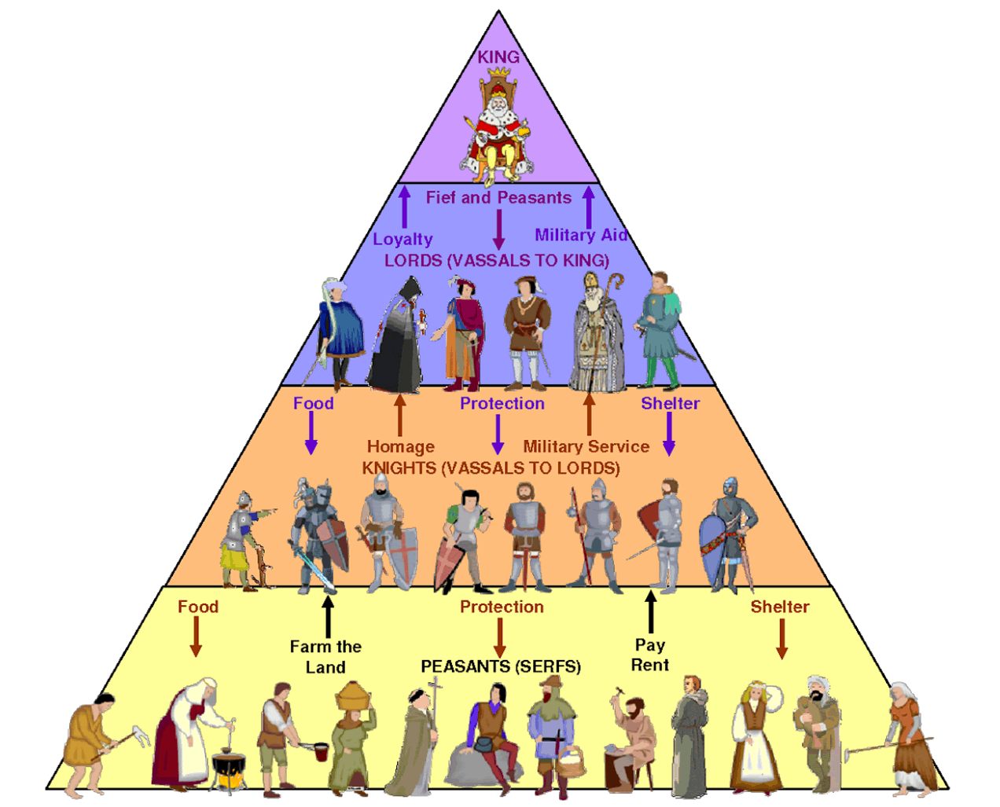 KING
Fief and Peasants
Loyalty
Military Aid
LORDS (VASSALS TO KING)
Food
Protection
Shelter
Homage
Military Service
KNIGHTS (VASSALS TO LORDS)
Food
Protection
Shelter
Farm the
Land
Pay
Rent
PEASANTS (SERFS)